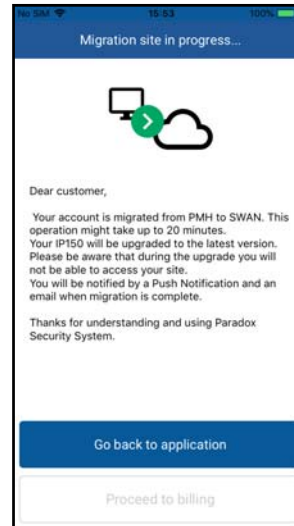 No SIM 15:53 100%
Migration site in progress...
Dear customer,
Your account is migrated from PMH to SWAN. This
operation might take up to 20 minutes.
Your IP150 will be upgraded to the latest version.
Please be aware that during the upgrade you will
not be able to access your site.
You will be notified by a Push Notification and an
email when migration is complete.
Thanks for understanding and using Paradox
Security System.
Go back to application
Proceed to billing